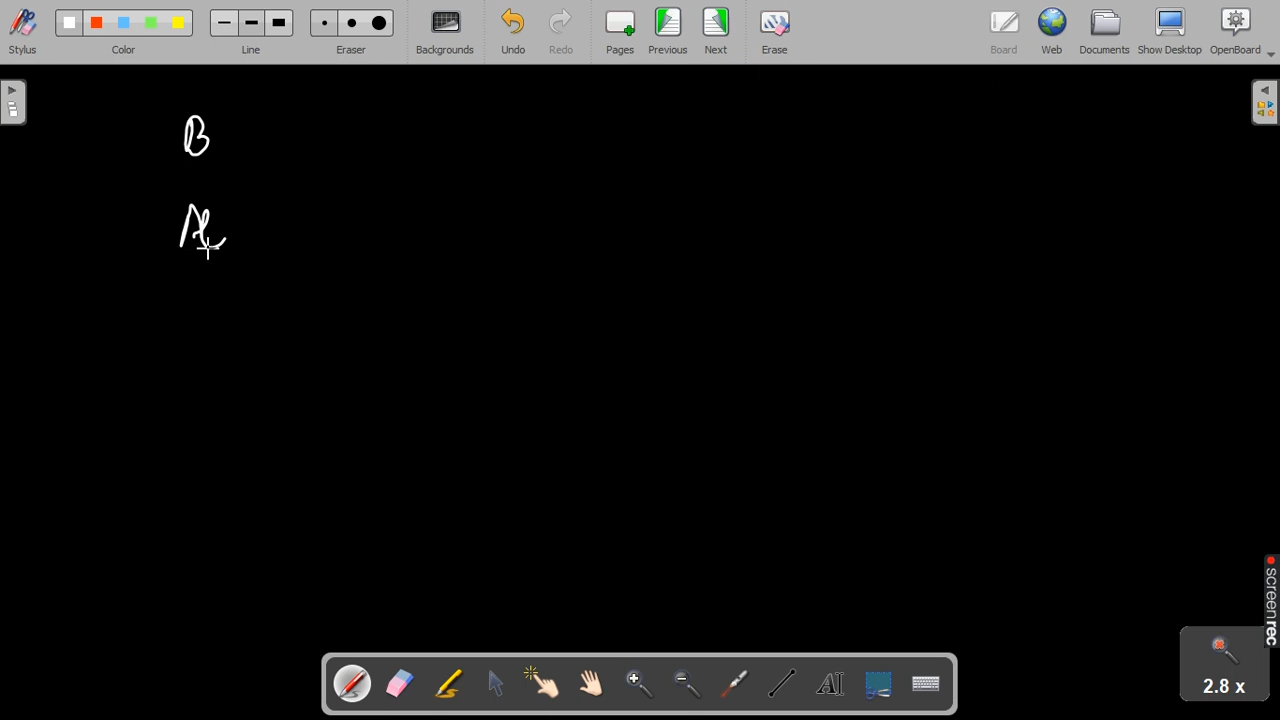 Stylus
Color
Line
Eraser
Backgrounds
Undo
Redo
Pages
Previous
Next
Erase
Board
Web
Documents
Show Desktop
OpenBoard
B
screenrec
AI
2.8 x